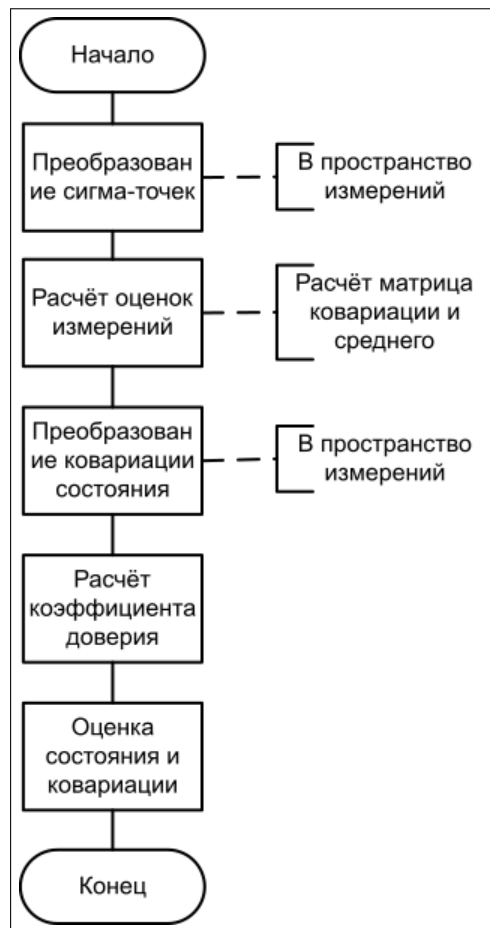 Начало
Преобразован
ие сигма-точек
В пространство
измерений
Расчёт оценок
измерений
Расчёт матрица
ковариации и
среднего
Преобразован
ие ковариации
состояния
В пространство
измерений
Расчёт
коэффициента
доверия
Оценка
состояния и
ковариации
Конец